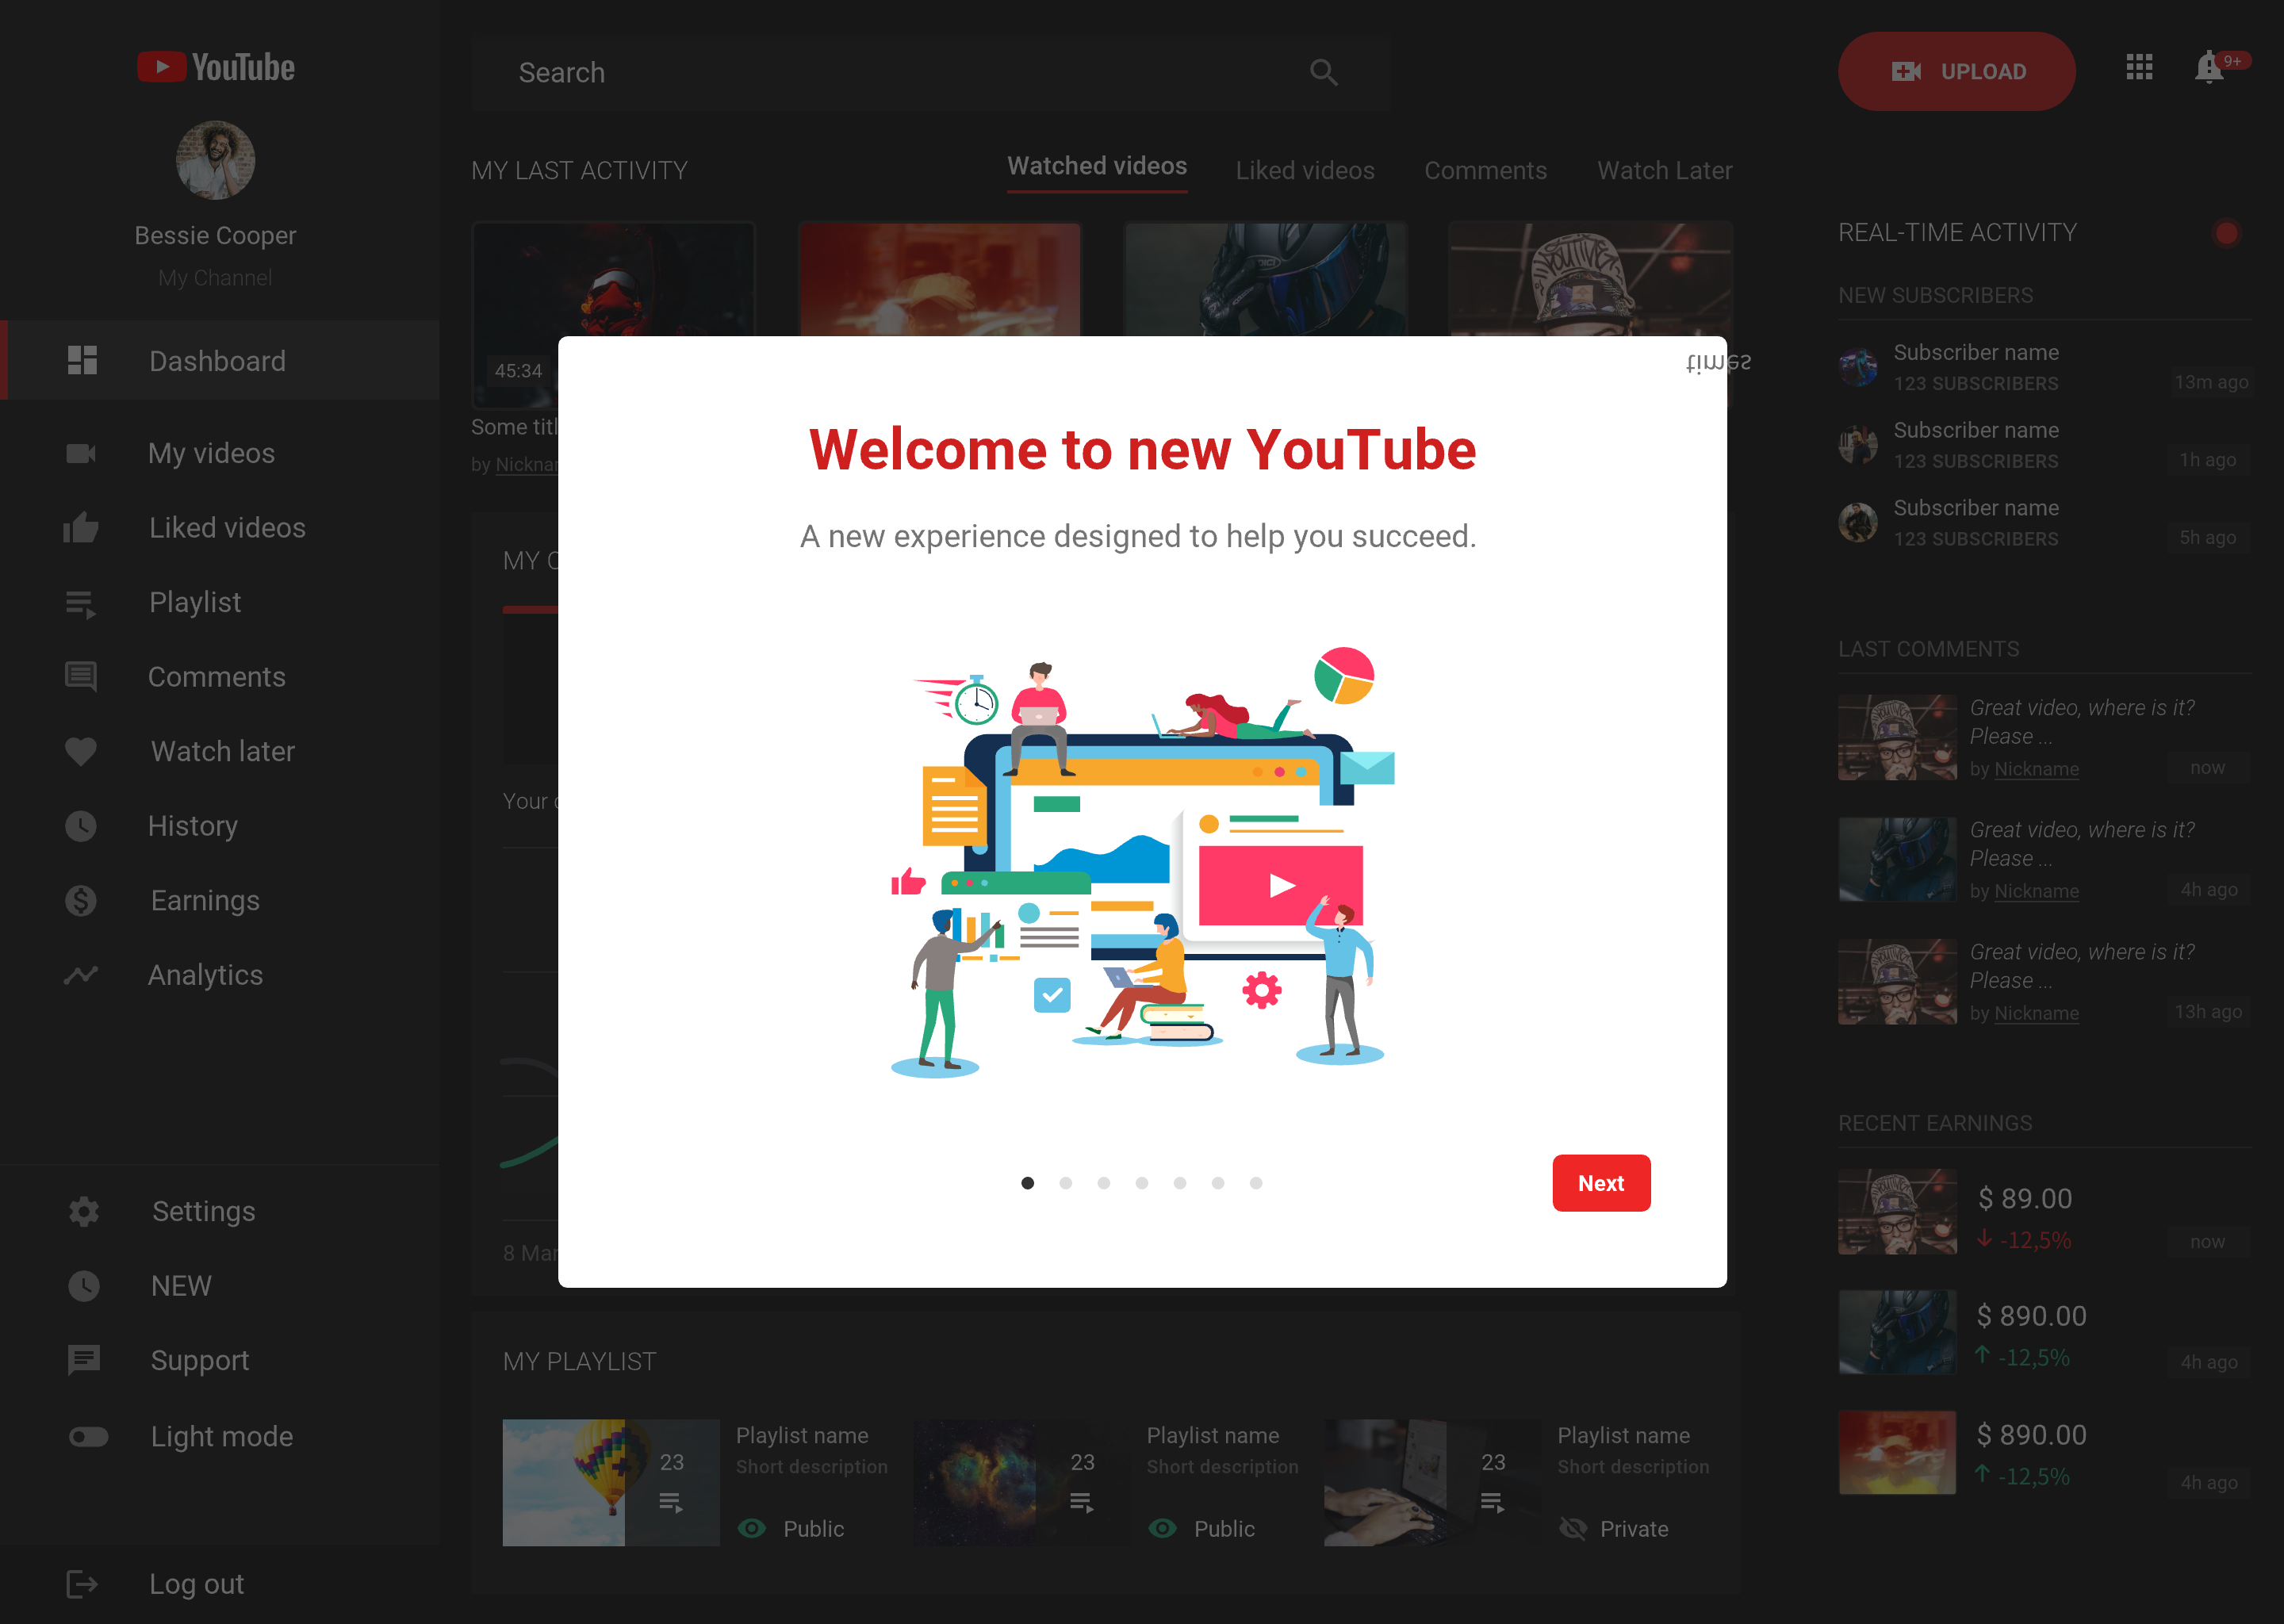 YouTube
Bessie Cooper
My Channel
Dashboard
My videos
Liked videos
Playlist
Comments
Watch later
History
Earnings
Analytics
Settings
NEW
Support
Light mode
Log out
Search
UPLOAD
9+
MY LAST ACTIVITY
Watched videos
Liked videos
Comments
Watch Later
45:34
Some titl
by Nicknar
MY C
Your c
8 Mar
times
Welcome to new YouTube
A new experience designed to help you succeed.
Next
MY PLAYLIST
23
Playlist name
Short description
Public
23
Playlist name
Short description
Public
23
Playlist name
Short description
Private
REAL-TIME ACTIVITY
NEW SUBSCRIBERS
Subscriber name
123 SUBSCRIBERS
13m ago
Subscriber name
123 SUBSCRIBERS
1h ago
Subscriber name
123 SUBSCRIBERS
5h ago
LAST COMMENTS
Great video, where is it?
Please ...
by Nickname
now
Great video, where is it?
Please ...
by Nickname
4h ago
Great video, where is it?
Please ...
by Nickname
13h ago
RECENT EARNINGS
$ 89.00
-12,5%
now
$ 890.00
-12,5%
4h ago
$ 890.00
-12,5%
4h ago